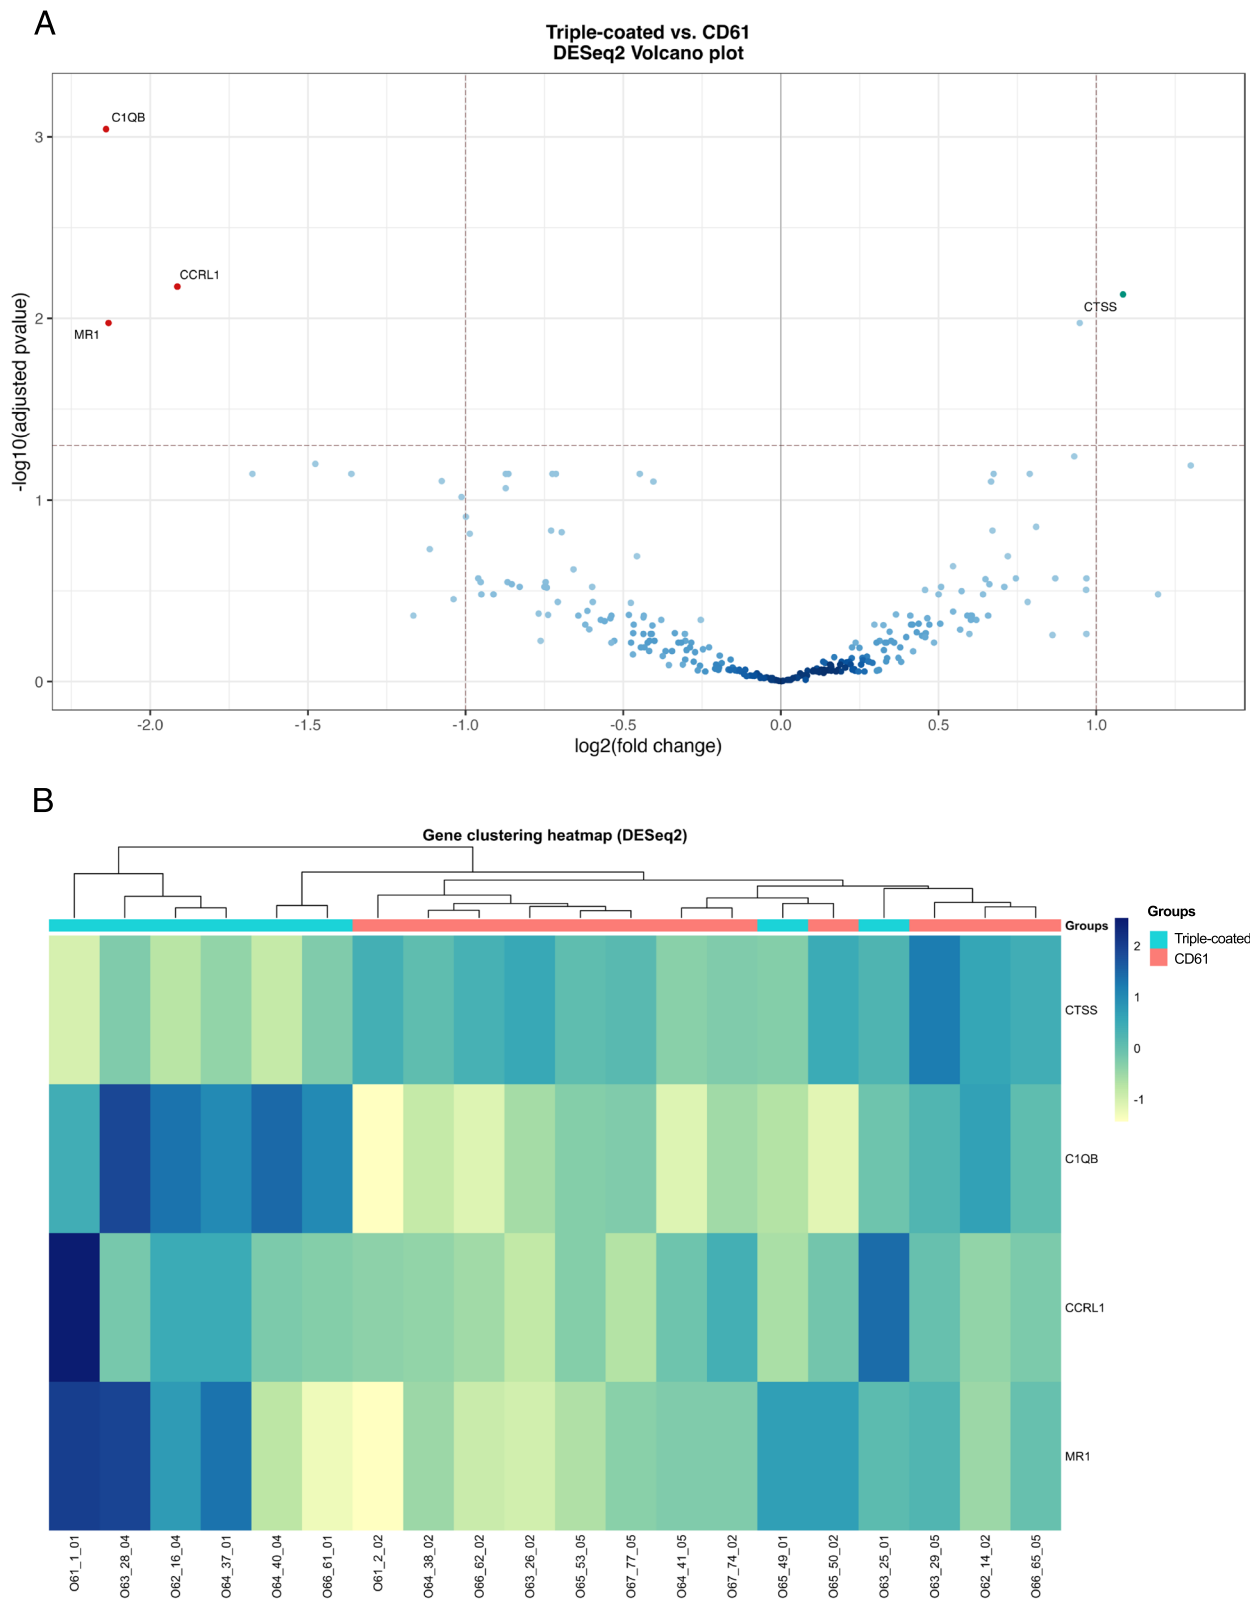 A
Triple-coated vs. CD61
DESeq2 Volcano plot
C1QB
CCRL1
MR1
CTSS
3
2
1
0
-log10(adjusted pvalue)
-2.0 -1.5 -1.0 -0.5 0.0 0.5 1.0
log2(fold change)
B
Gene clustering heatmap (DESeq2)
Groups
Groups
Triple-coated
CD61
2
1
0
-1
CTSS
C1QB
CCRL1
MR1
O61_1_01 O63_28_04 O62_16_04 O64_37_01 O64_40_04 O66_61_01 O61_2_02 O64_38_02 O66_62_02 O63_26_02 O65_53_05 O67_77_05 O64_41_05 O67_74_02 O65_49_01 O65_50_02 O63_25_01 O63_29_05 O62_14_02 O66_65_05